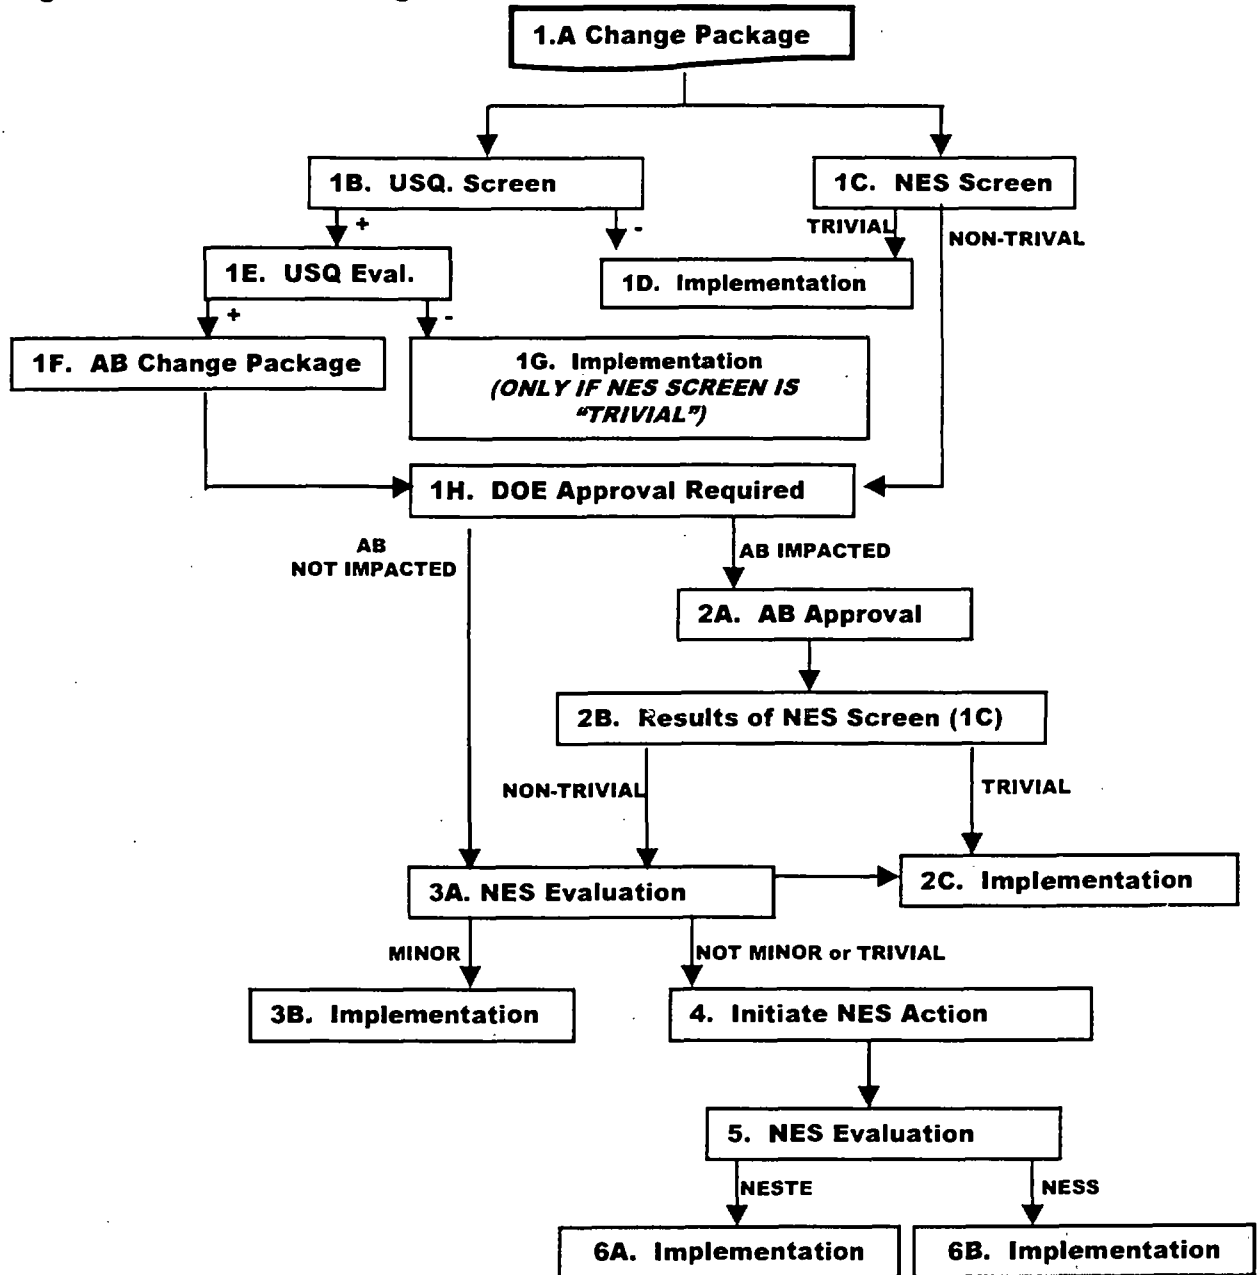 1.A Change Package
1B. USQ. Screen
1C. NES Screen
+
-
TRIVIAL
NON-TRIVAL
1E. USQ Eval.
1D. Implementation
+
-
1F. AB Change Package
1G. Implementation
(ONLY IF NES SCREEN IS
“TRIVIAL”)
1H. DOE Approval Required
AB
NOT IMPACTED
AB IMPACTED
2A. AB Approval
2B. Results of NES Screen (1C)
NON-TRIVIAL
TRIVIAL
3A. NES Evaluation
2C. Implementation
MINOR
NOT MINOR or TRIVIAL
3B. Implementation
4. Initiate NES Action
5. NES Evaluation
NESTE
NESS
6A. Implementation
6B. Implementation